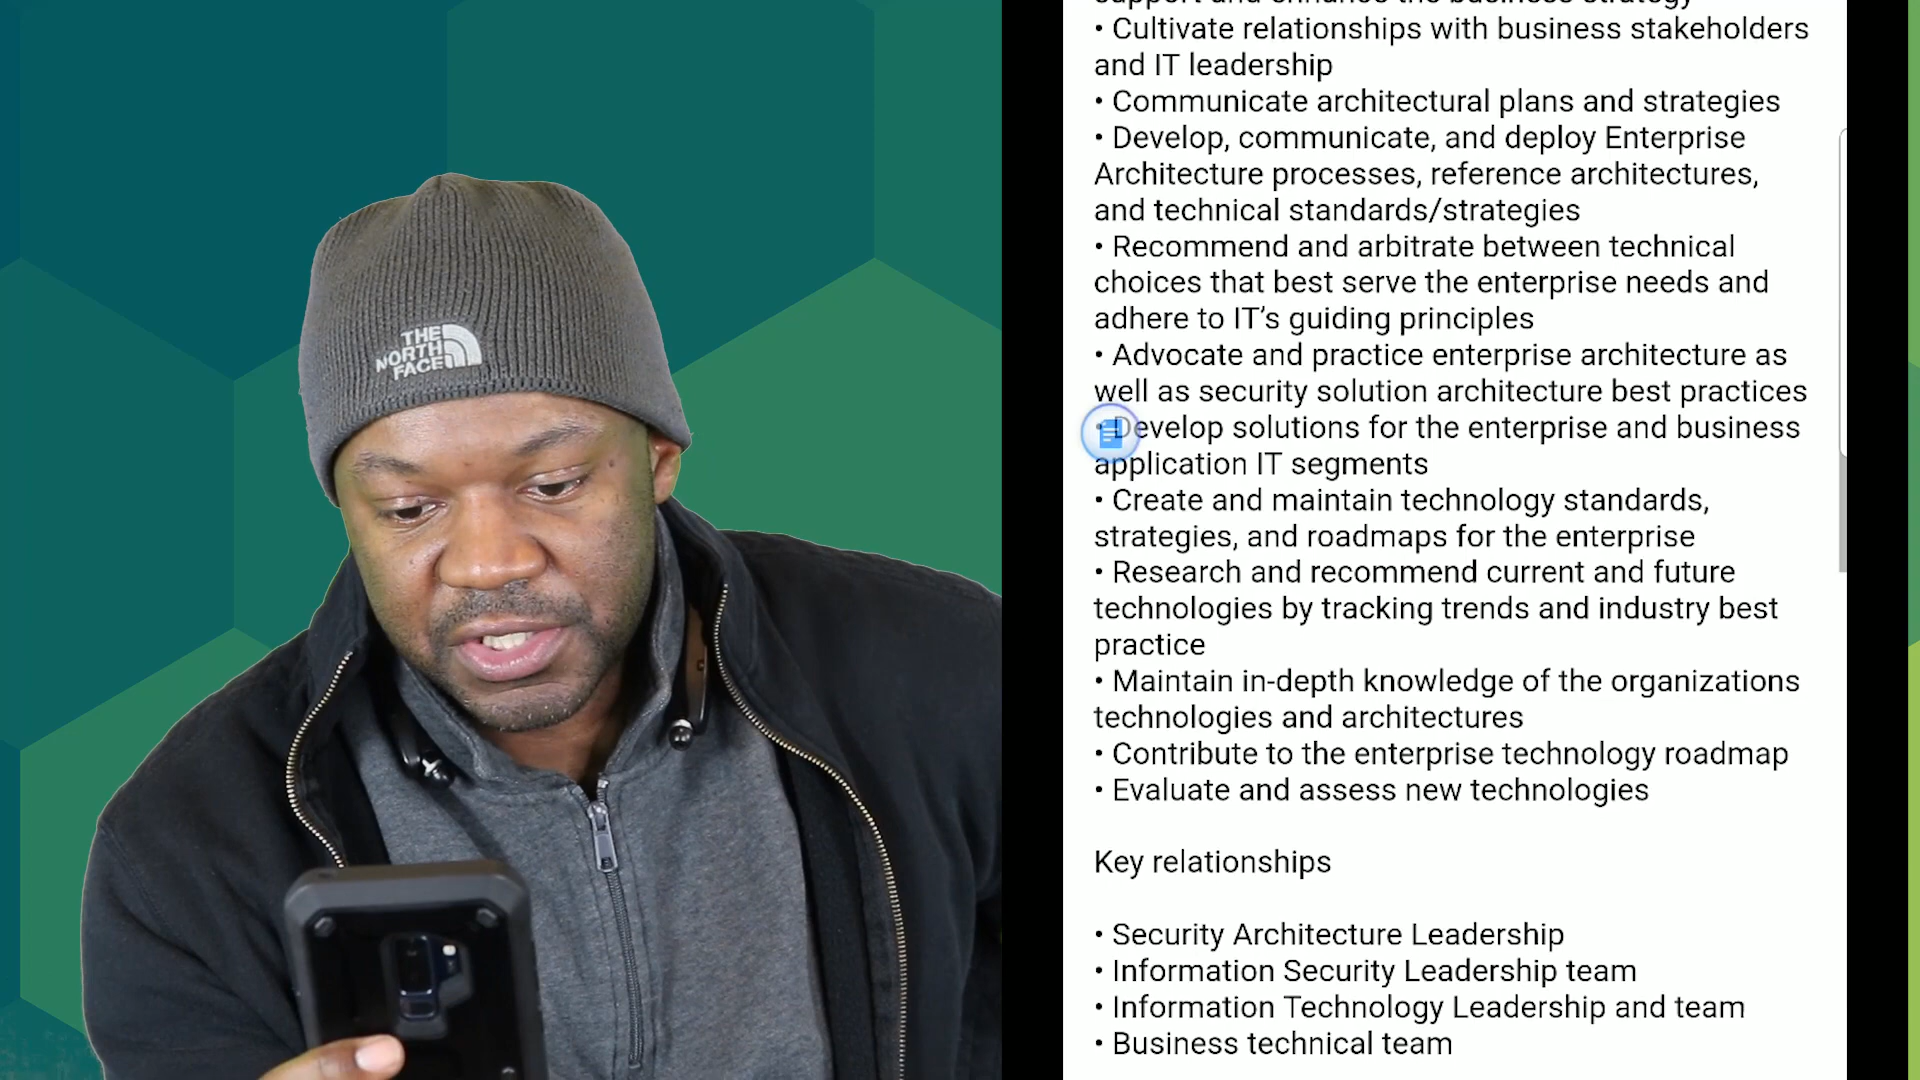 support and enhance the business strategy
• Cultivate relationships with business stakeholders
and IT leadership
• Communicate architectural plans and strategies
• Develop, communicate, and deploy Enterprise
Architecture processes, reference architectures,
and technical standards/strategies
• Recommend and arbitrate between technical
choices that best serve the enterprise needs and
adhere to IT’s guiding principles
• Advocate and practice enterprise architecture as
well as security solution architecture best practices
• Develop solutions for the enterprise and business
application IT segments
• Create and maintain technology standards,
strategies, and roadmaps for the enterprise
• Research and recommend current and future
technologies by tracking trends and industry best
practice
• Maintain in-depth knowledge of the organizations
technologies and architectures
• Contribute to the enterprise technology roadmap
• Evaluate and assess new technologies
Key relationships
• Security Architecture Leadership
• Information Security Leadership team
• Information Technology Leadership and team
• Business technical team
THE
NORTH
FACE